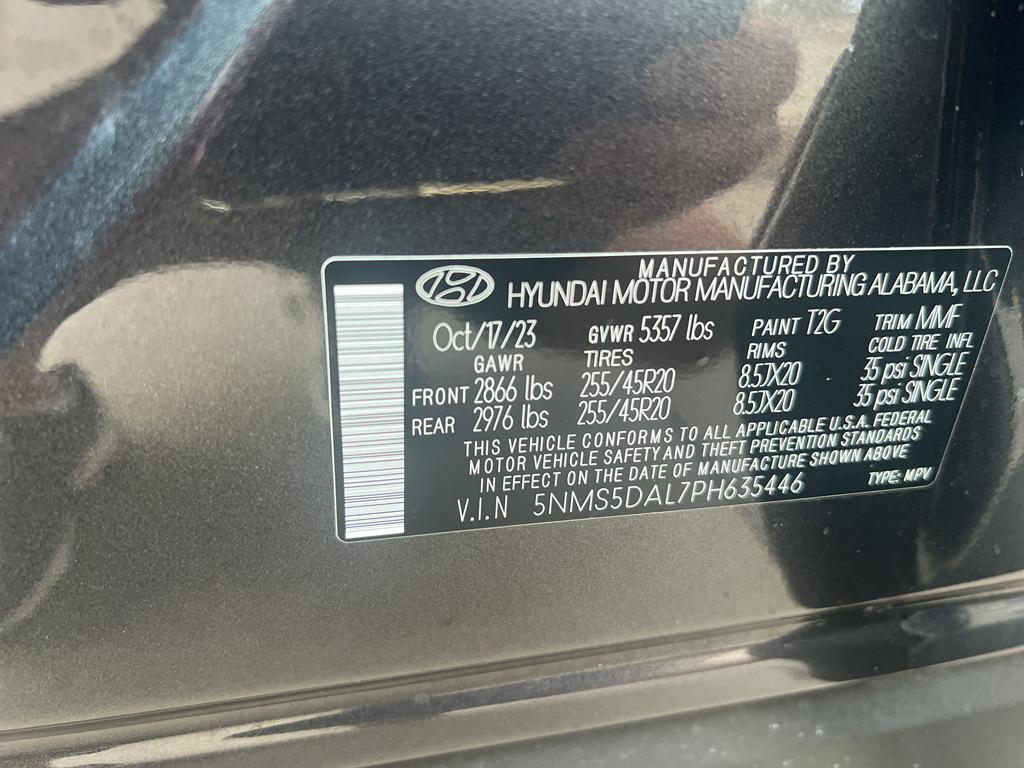 MANUFACTURED BY
HYUNDAI MOTOR MANUFACTURING ALABAMA, LLC
Oct/17/23 GVWR 5357 lbs PAINT T2G TRIM MMF
GAWR TIRES RIMS COLD TIRE INFL
FRONT 2866 lbs 255/45R20 8.5JX20 35 psi SINGLE
REAR 2976 lbs 255/45R20 8.5JX20 35 psi SINGLE
THIS VEHICLE CONFORMS TO ALL APPLICABLE U.S.A. FEDERAL
MOTOR VEHICLE SAFETY AND THEFT PREVENTION STANDARDS
IN EFFECT ON THE DATE OF MANUFACTURE SHOWN ABOVE
V.I.N 5NMS5DAL7PH635446 TYPE: MPV